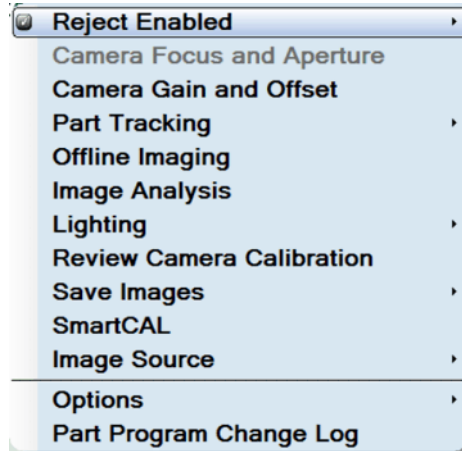 Reject Enabled
Camera Focus and Aperture
Camera Gain and Offset
Part Tracking
Offline Imaging
Image Analysis
Lighting
Review Camera Calibration
Save Images
SmartCAL
Image Source
Options
Part Program Change Log